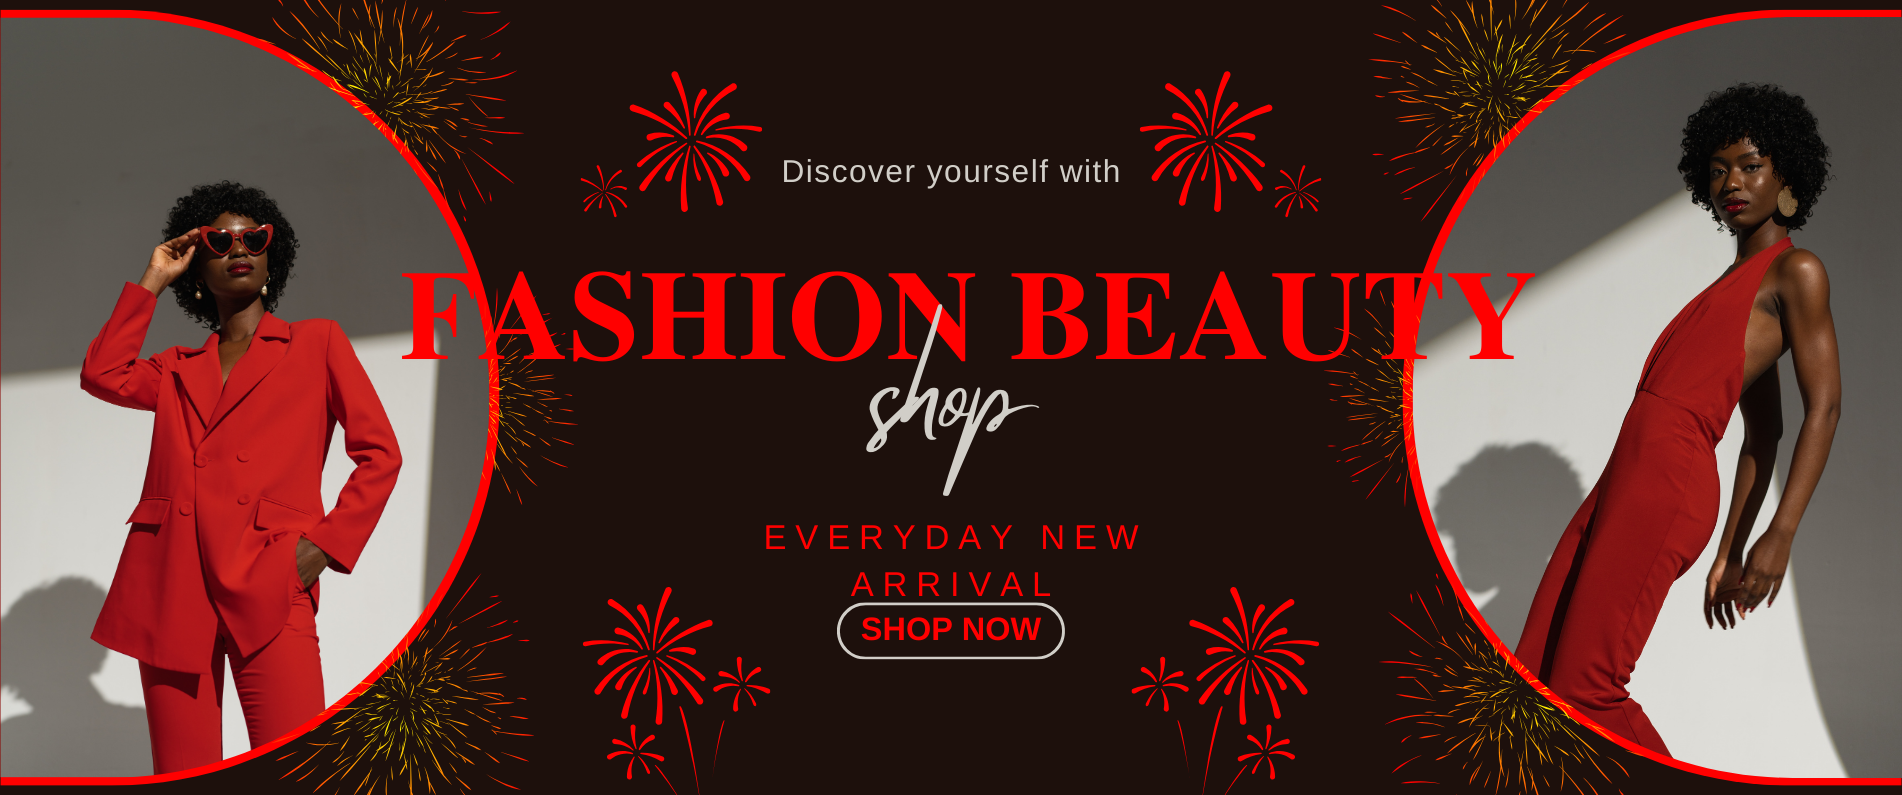 Discover yourself with
FASHION BEAUTY
shop
EVERYDAY NEW
ARRIVAL
SHOP NOW